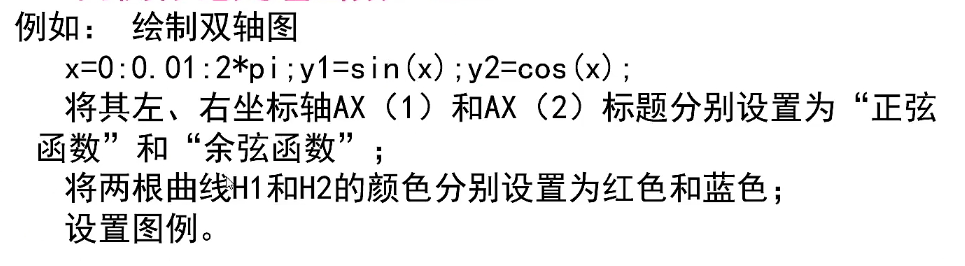 例如： 绘制双轴图
x=0:0.01:2*pi;y1=sin(x);y2=cos(x);
将其左、右坐标轴AX（1）和AX（2）标题分别设置为“正弦
函数”和“余弦函数”；
将两根曲线H1和H2的颜色分别设置为红色和蓝色；
设置图例。